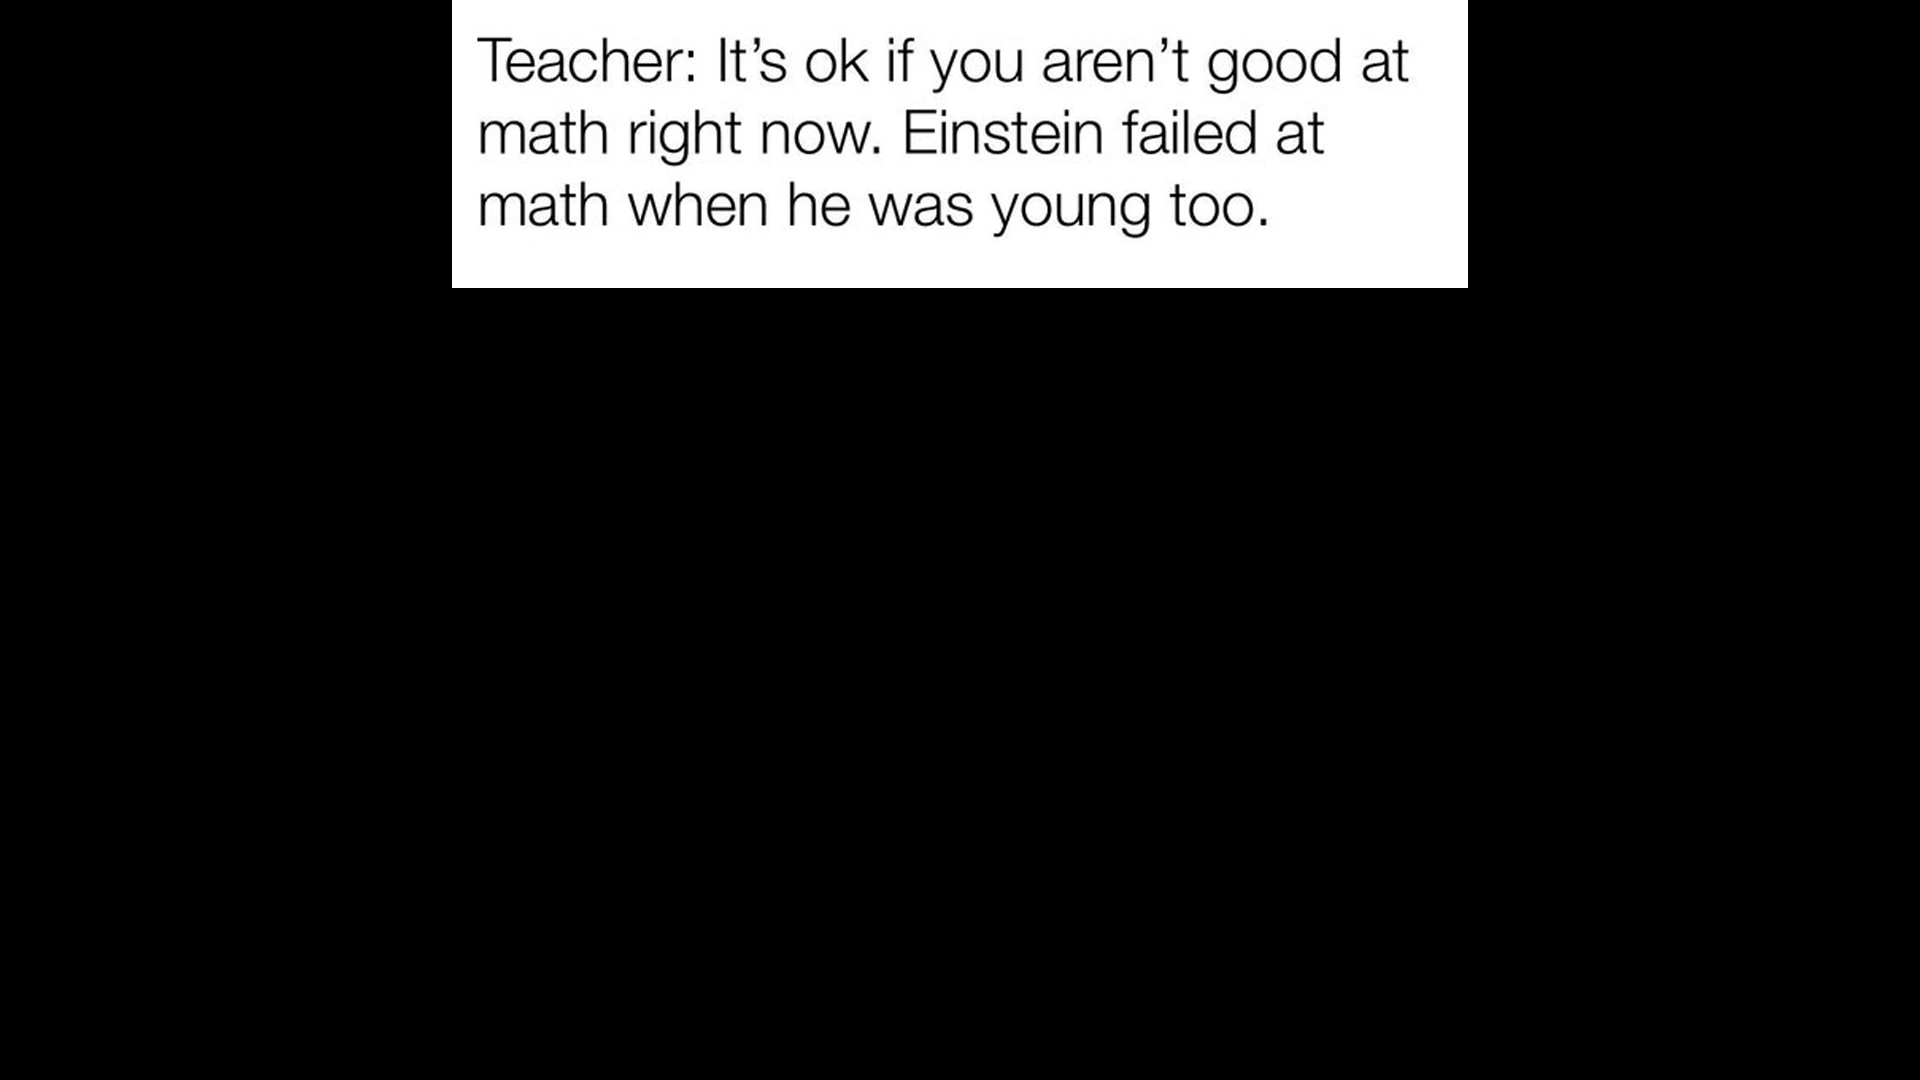 Teacher: It’s ok if you aren’t good at
math right now. Einstein failed at
math when he was young too.